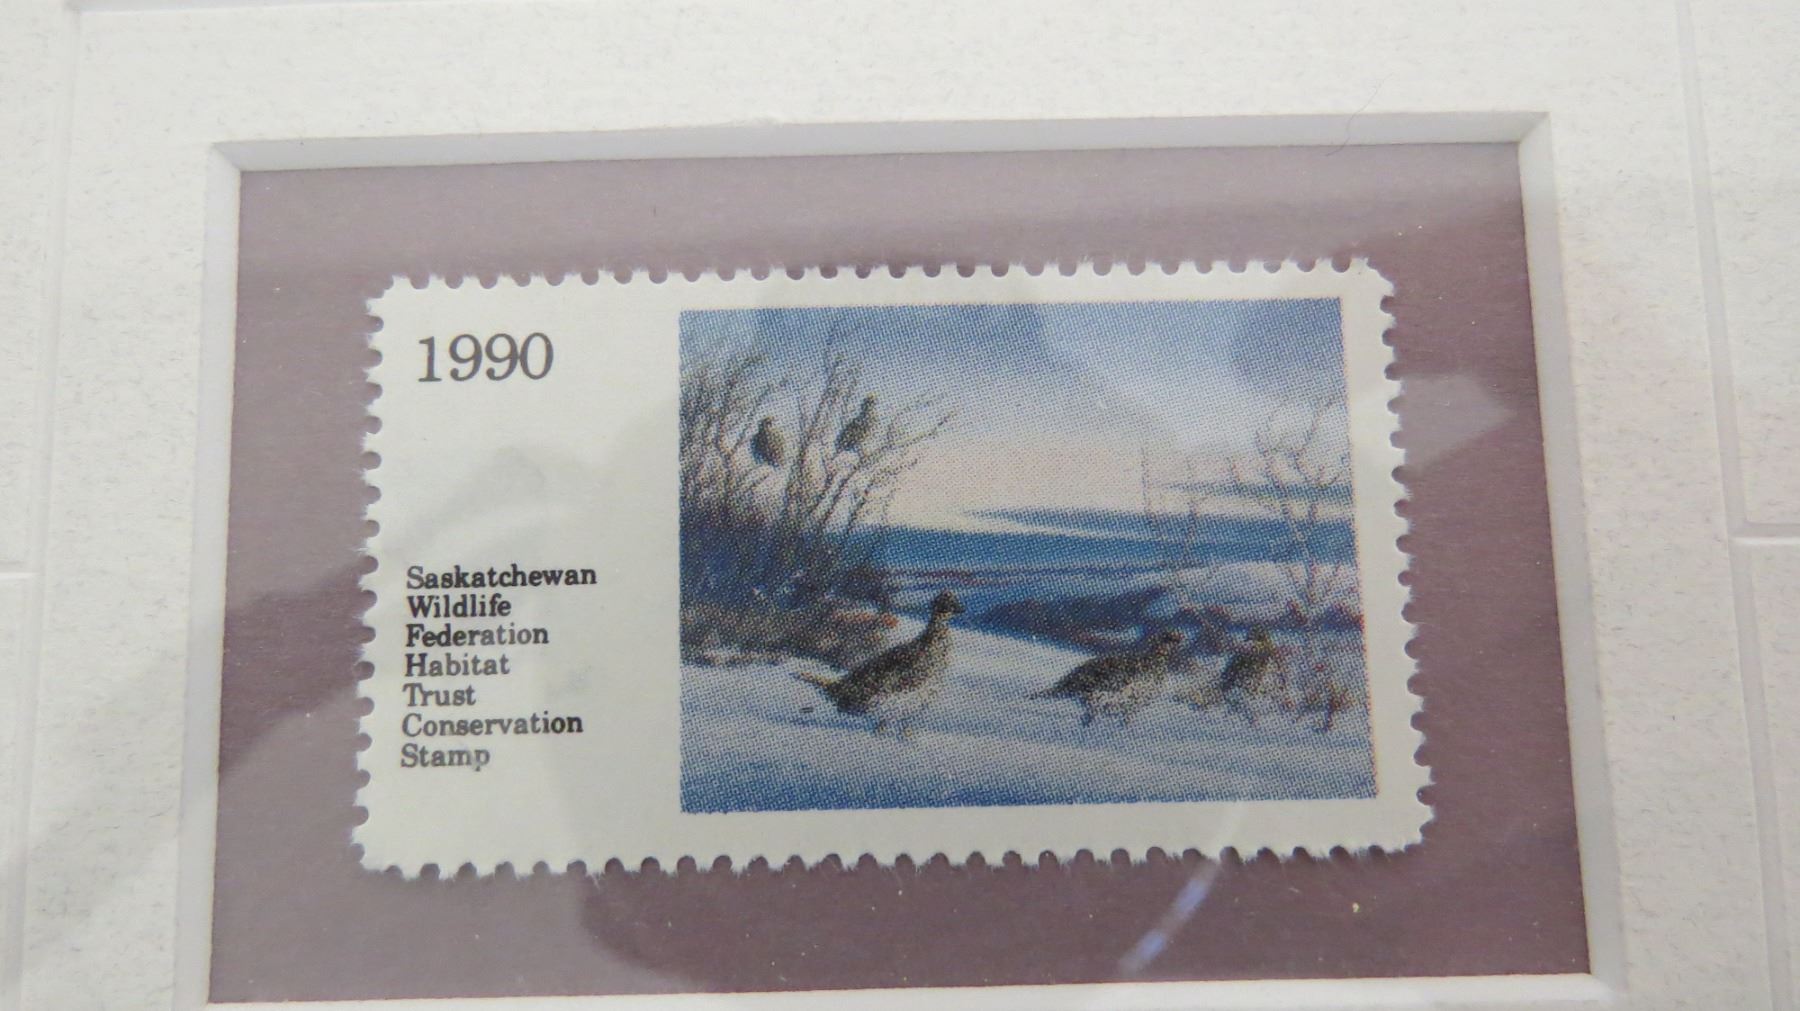 1990
Saskatchewan
Wildlife
Federation
Habitat
Trust
Conservation
Stamp